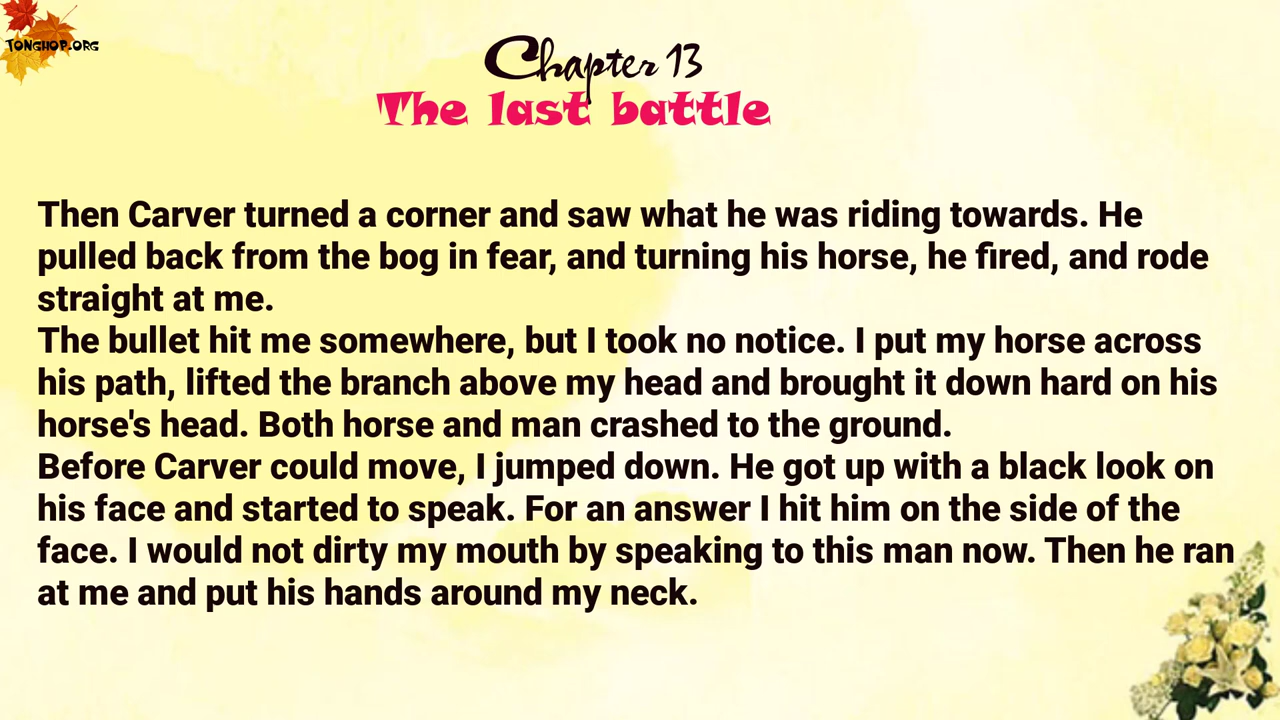 TONGHOP.ORG
Chapter 13
The last battle
Then Carver turned a corner and saw what he was riding towards. He
pulled back from the bog in fear, and turning his horse, he fired, and rode
straight at me.
The bullet hit me somewhere, but I took no notice. I put my horse across
his path, lifted the branch above my head and brought it down hard on his
horse's head. Both horse and man crashed to the ground.
Before Carver could move, I jumped down. He got up with a black look on
his face and started to speak. For an answer I hit him on the side of the
face. I would not dirty my mouth by speaking to this man now. Then he ran
at me and put his hands around my neck.